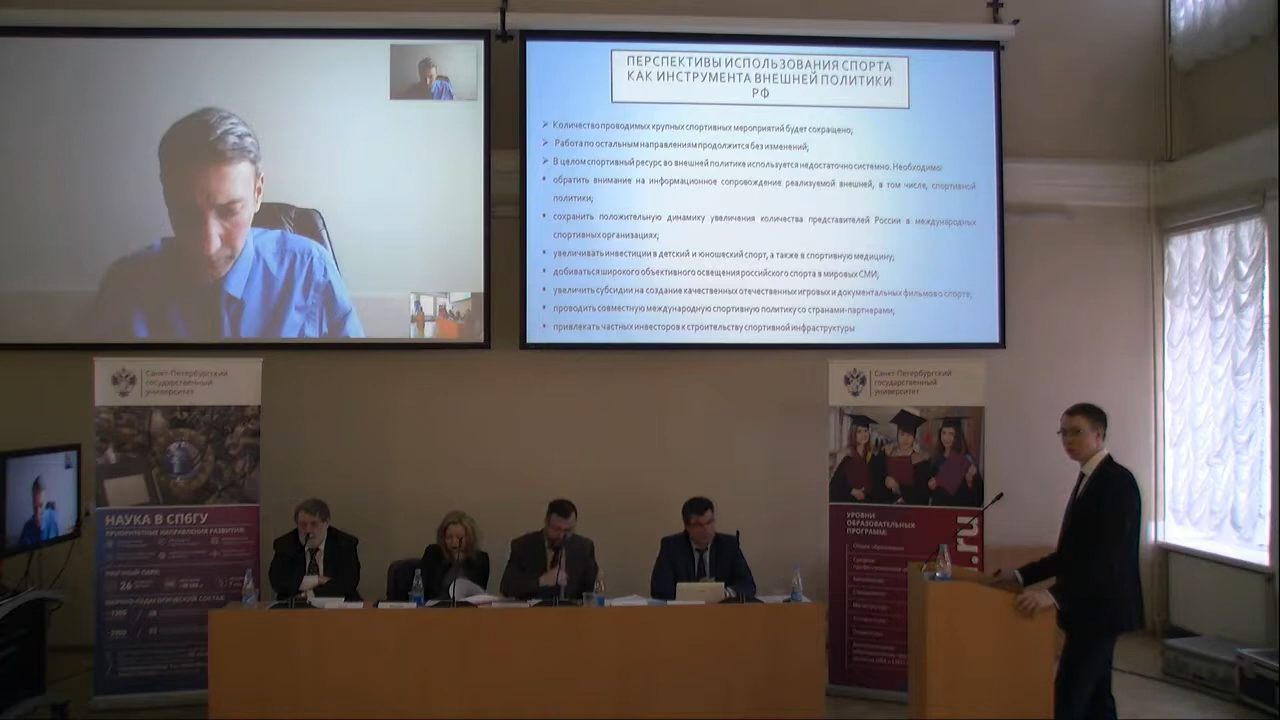 ПЕРСПЕКТИВЫ ИСПОЛЬЗОВАНИЯ СПОРТА
КАК ИНСТРУМЕНТА ВНЕШНЕЙ ПОЛИТИКИ
РФ
Количество проводимых крупных спортивных мероприятий будет сокращено;
Работа по остальным направлениям продолжится без изменений;
В целом спортивный ресурс во внешней политике используется недостаточно системно. Необходимо:
обратить внимание на информационное сопровождение реализуемой внешней, в том числе, спортивной
политики;
сохранить положительную динамику увеличения количества представителей России в международных
спортивных организациях;
увеличивать инвестиции в детский и юношеский спорт, а также в спортивную медицину;
добиваться широкого объективного освещения российского спорта в мировых СМИ;
увеличить субсидии на создание качественных отечественных игровых и документальных фильмов о спорте;
проводить совместную международную спортивную политику со странами-партнерами;
привлекать частных инвесторов к строительству спортивной инфраструктуры
Санкт-Петербургский
государственный
университет
НАУКА В СПБГУ
ПРИОРИТЕТНЫЕ НАПРАВЛЕНИЯ РАЗВИТИЯ:
26
Санкт-Петербургский
государственный
университет
УРОВНИ
ОБРАЗОВАТЕЛЬНЫХ
ПРОГРАММ:
.ru